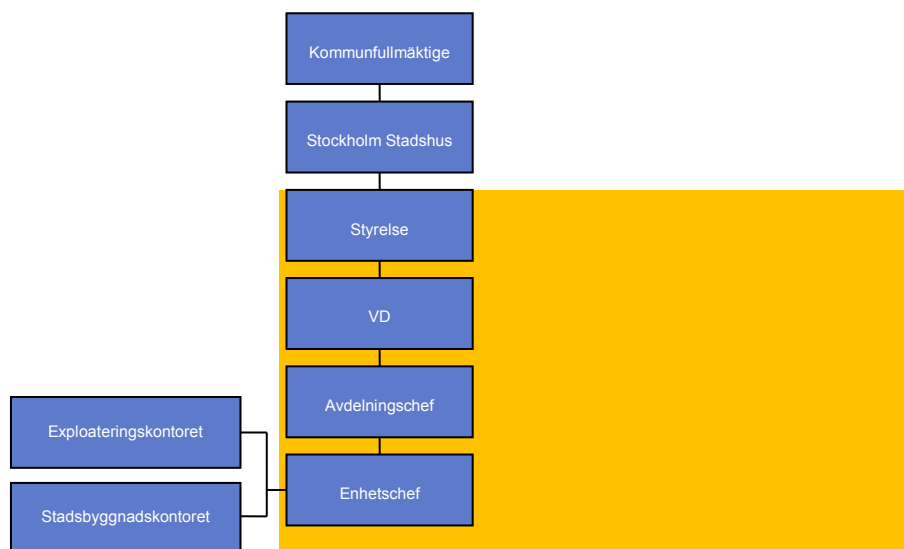 Kommunfullmäktige
Stockholm Stadshus
Styrelse
VD
Avdelningschef
Exploateringskontoret
Enhetschef
Stadsbyggnadskontoret